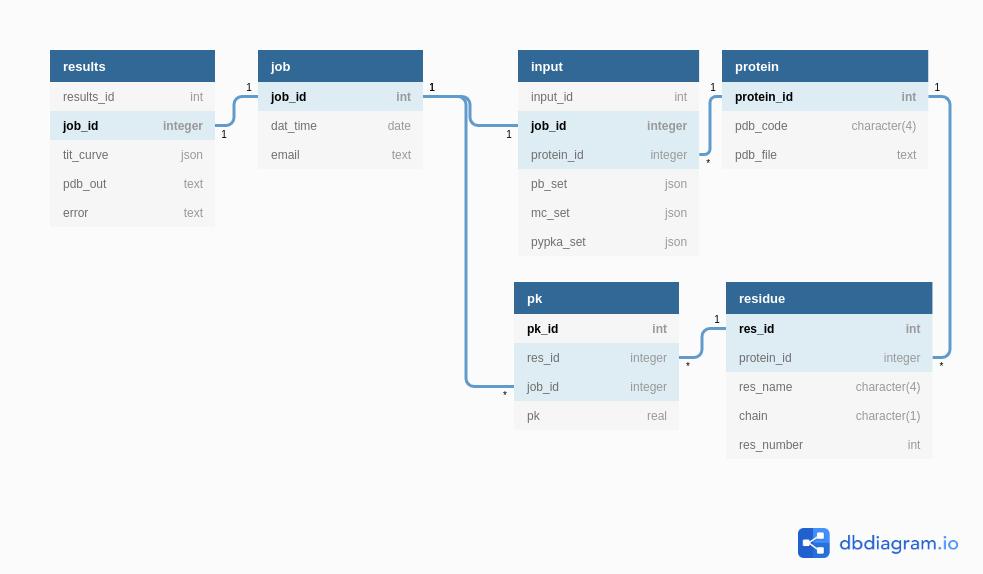 results
results_id int
job_id integer
tit_curve json
pdb_out text
error text
1
1
job
job_id int
dat_time date
email text
1
1
input
input_id int
job_id integer
protein_id integer
pb_set json
mc_set json
pypka_set json
1
*
protein
protein_id int
pdb_code character(4)
pdb_file text
1
pk
pk_id int
res_id integer
job_id integer
pk real
*
*
1
residue
res_id int
protein_id integer
res_name character(4)
chain character(1)
res_number int
*
dbdiagram.io